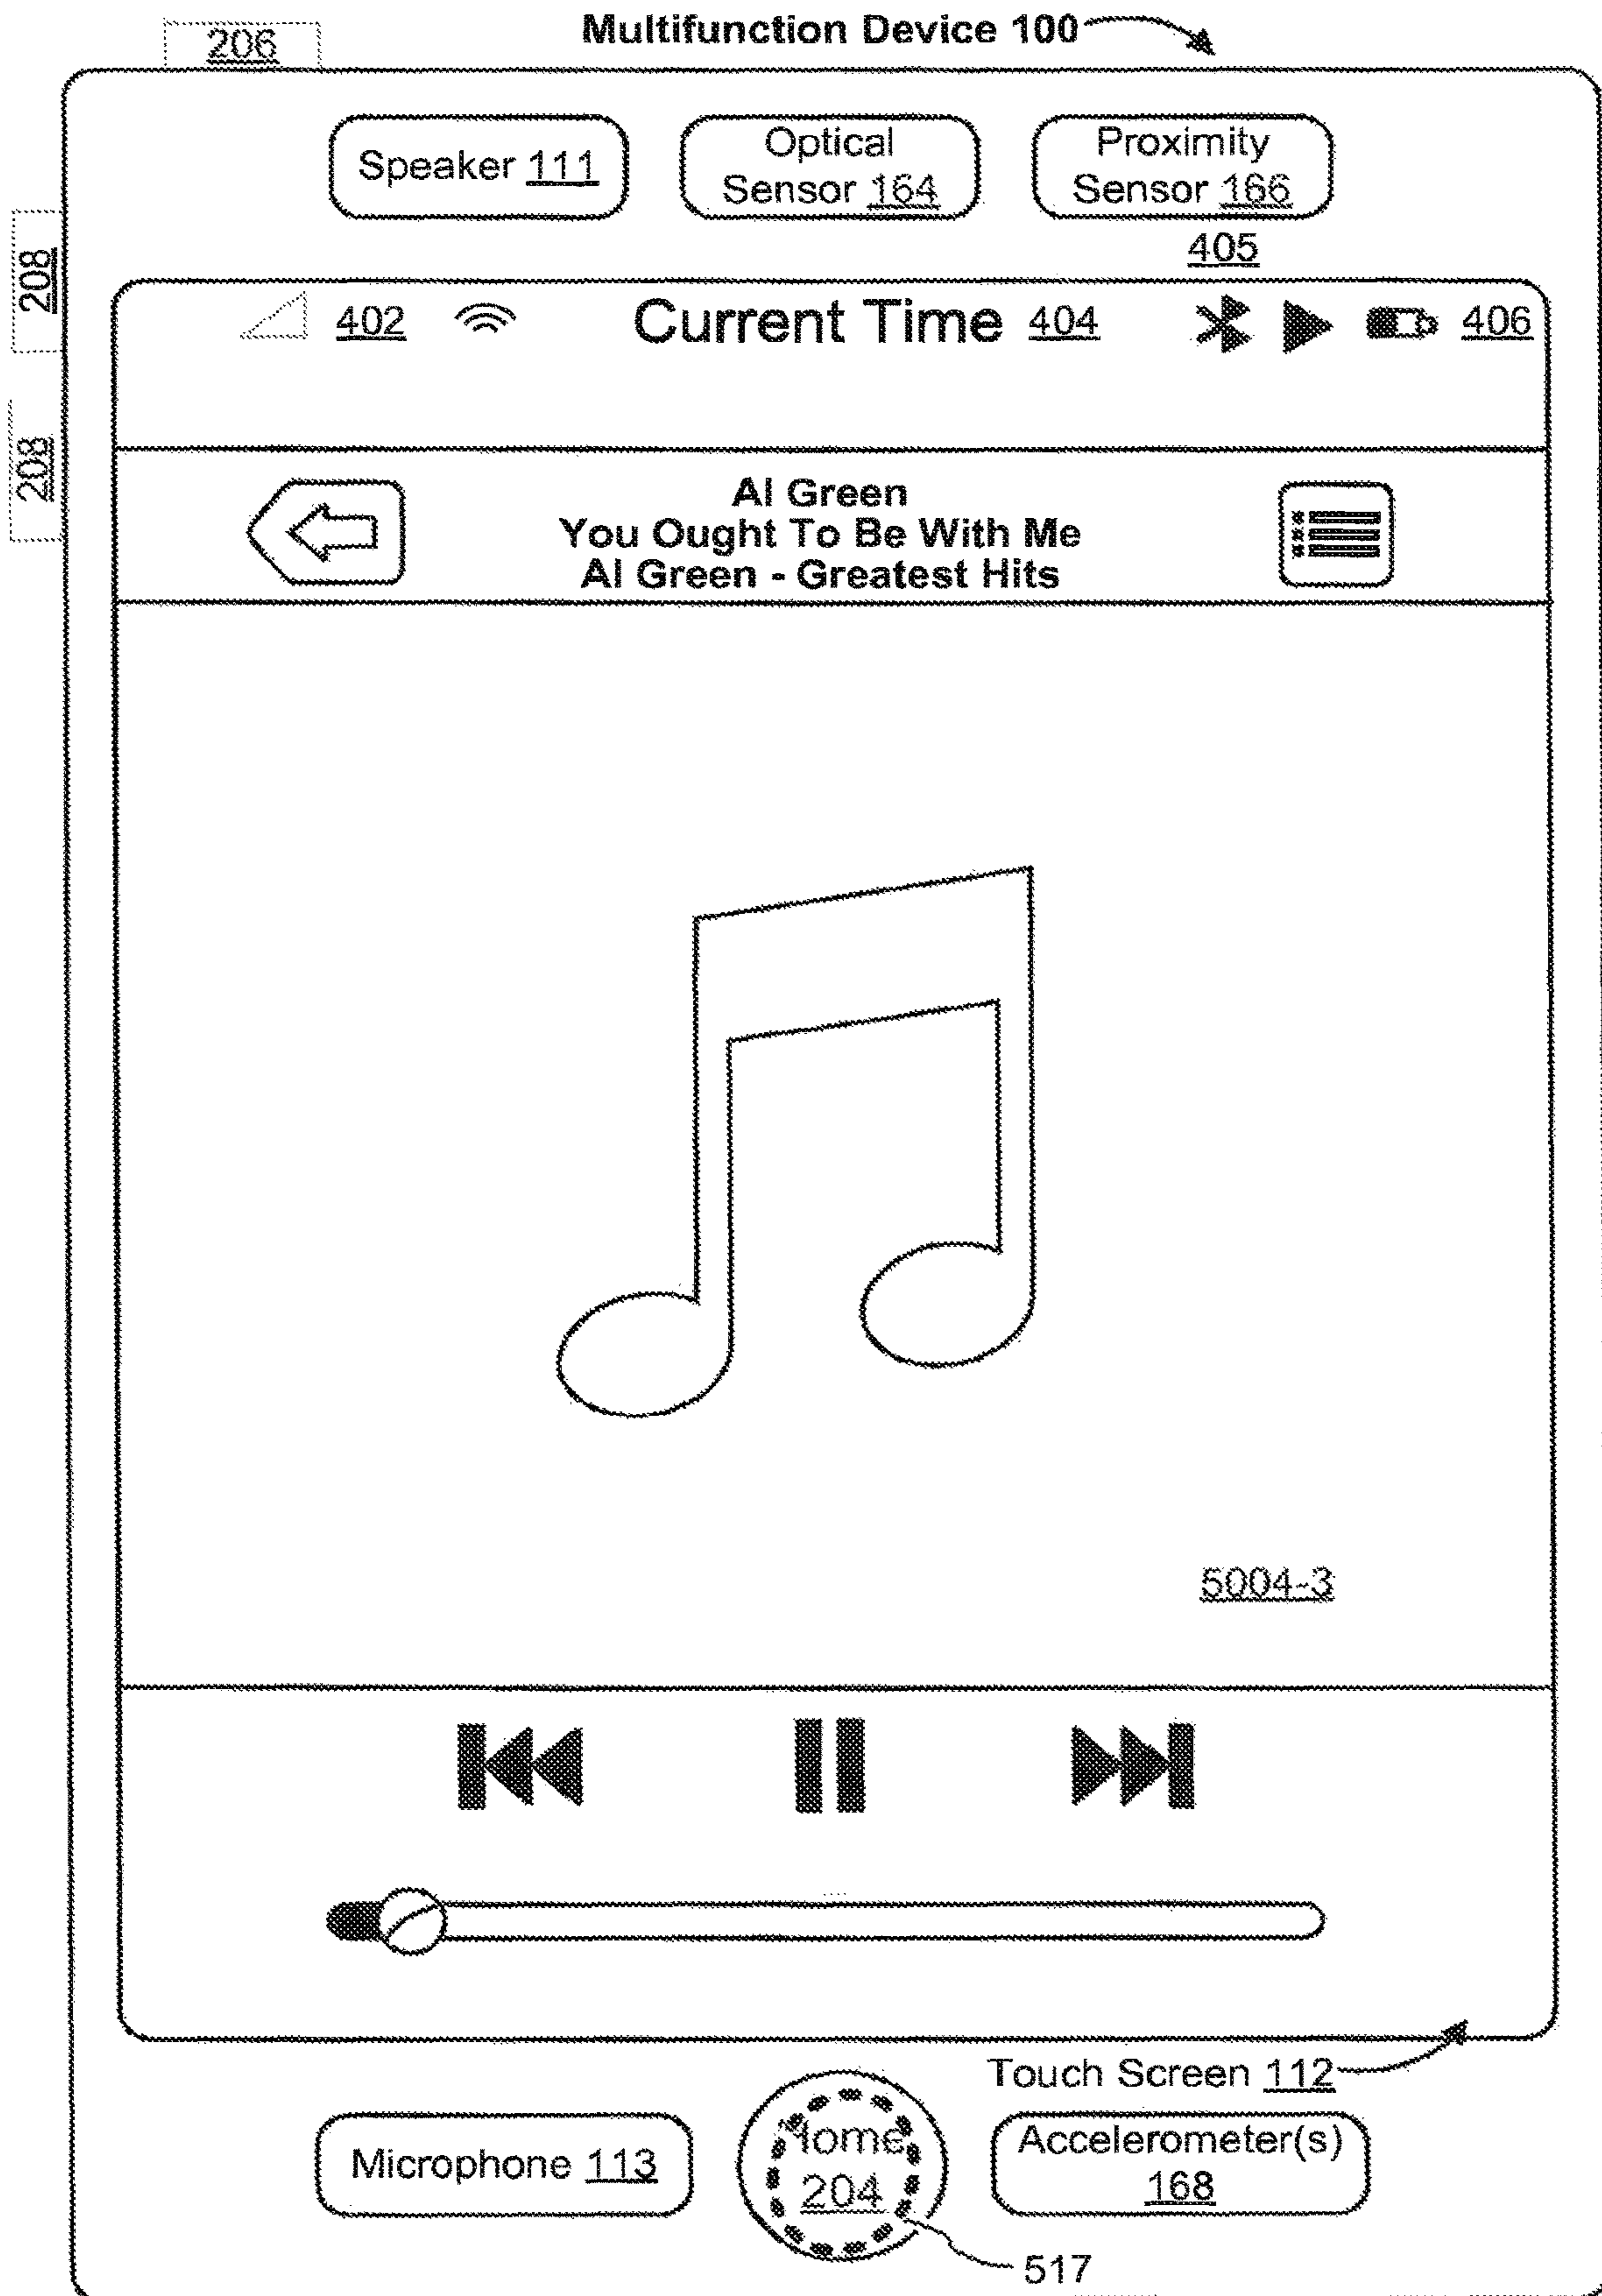 Multifunction Device 100
206
Speaker 111
Optical
Sensor 164
Proximity
Sensor 166
405
208
402
Current Time 404
406
208
Al Green
You Ought To Be With Me
Al Green - Greatest Hits
5004-3
Touch Screen 112
Microphone 113
Home
204
Accelerometer(s)
168
517